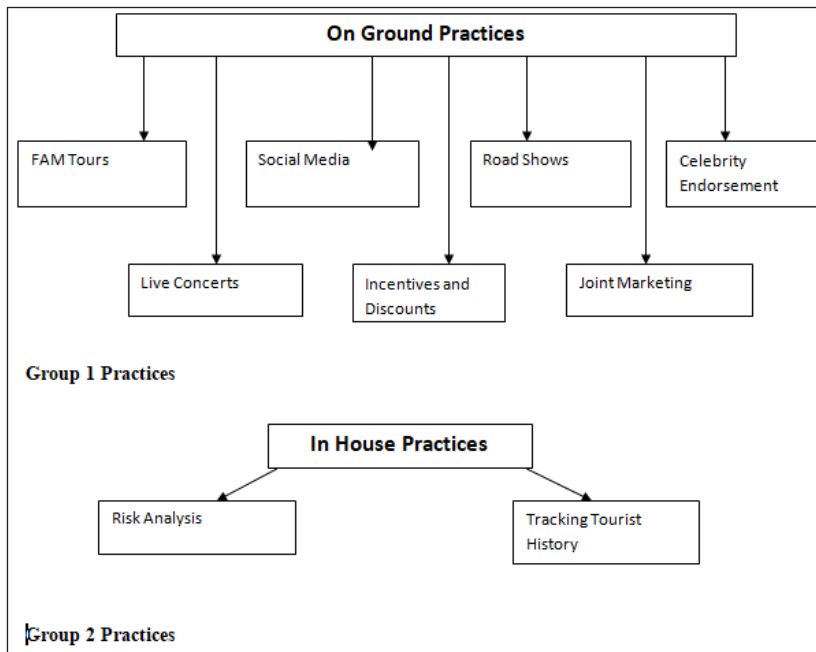 On Ground Practices
FAM Tours
Social Media
Road Shows
Celebrity
Endorsement
Live Concerts
Incentives and
Discounts
Joint Marketing
Group 1 Practices
In House Practices
Risk Analysis
Tracking Tourist
History
Group 2 Practices